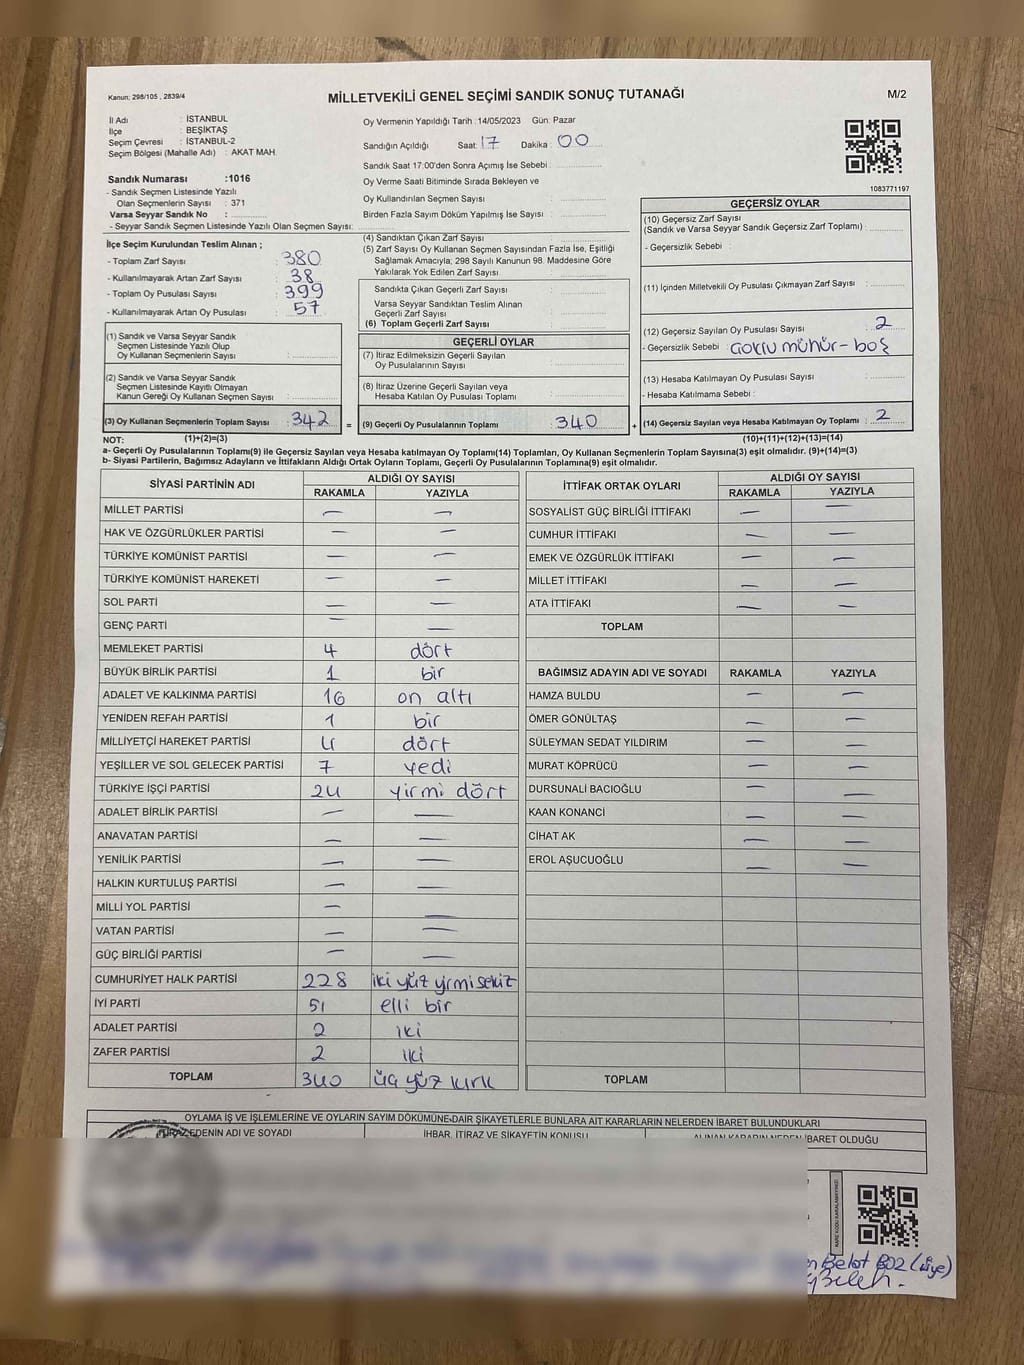 Kanun; 298/105 , 2839/4
MİLLETVEKİLİ GENEL SEÇİMİ SANDIK SONUÇ TUTANAĞI
M/2
İl Adı : İSTANBUL
İlçe : BEŞİKTAŞ
Seçim Çevresi : İSTANBUL-2
Seçim Bölgesi (Mahalle Adı) : AKAT MAH.
Oy Vermenin Yapıldığı Tarih : 14/05/2023 Gün: Pazar
Sandığın Açıldığı Saat: 17 Dakika : 00
Sandık Saat 17:00'den Sonra Açımış İse Sebebi :
Oy Verme Saati Bitiminde Sırada Bekleyen ve
Oy Kullandırılan Seçmen Sayısı :
Birden Fazla Sayım Döküm Yapılmış İse Sayısı :
1083771197
Sandık Numarası :1016
- Sandık Seçmen Listesinde Yazılı
Olan Seçmenlerin Sayısı : 371
Varsa Seyyar Sandık No :
- Seyyar Sandık Seçmen Listesinde Yazılı Olan Seçmen Sayısı:
İlçe Seçim Kurulundan Teslim Alınan ;
- Toplam Zarf Sayısı : 380
- Kullanılmayarak Artan Zarf Sayısı : 38
- Toplam Oy Pusulası Sayısı : 399
- Kullanılmayarak Artan Oy Pusulası : 57
(1) Sandık ve Varsa Seyyar Sandık
Seçmen Listesinde Yazılı Olup
Oy Kullanan Seçmenlerin Sayısı :
(2) Sandık ve Varsa Seyyar Sandık
Seçmen Listesinde Kayıtlı Olmayan
Kanun Gereği Oy Kullanan Seçmen Sayısı :
(3) Oy Kullanan Seçmenlerin Toplam Sayısı : 342 =
(4) Sandıktan Çıkan Zarf Sayısı :
(5) Zarf Sayısı Oy Kullanan Seçmen Sayısından Fazla İse, Eşitliği
Sağlamak Amacıyla; 298 Sayılı Kanunun 98. Maddesine Göre
Yakılarak Yok Edilen Zarf Sayısı :
Sandıkta Çıkan Geçerli Zarf Sayısı :
Varsa Seyyar Sandıktan Teslim Alınan
Geçerli Zarf Sayısı :
(6) Toplam Geçerli Zarf Sayısı :
GEÇERLİ OYLAR
(7) İtiraz Edilmeksizin Geçerli Sayılan
Oy Pusulalarının Sayısı :
(8) İtiraz Üzerine Geçerli Sayılan veya
Hesaba Katılan Oy Pusulası Toplamı :
(9) Geçerli Oy Pusulalarının Toplamı : 340 +
GEÇERSİZ OYLAR
(10) Geçersiz Zarf Sayısı
(Sandık ve Varsa Seyyar Sandık Geçersiz Zarf Toplamı) :
- Geçersizlik Sebebi :
(11) İçinden Milletvekili Oy Pusulası Çıkmayan Zarf Sayısı :
(12) Geçersiz Sayılan Oy Pusulası Sayısı : 2
- Geçersizlik Sebebi : Çoklu mühür-boş
(13) Hesaba Katılmayan Oy Pusulası Sayısı :
- Hesaba Katılmama Sebebi :
(14) Geçersiz Sayılan veya Hesaba Katılmayan Oy Toplamı : 2
NOT: (1)+(2)=(3) (10)+(11)+(12)+(13)=(14)
a- Geçerli Oy Pusulalarının Toplamı(9) ile Geçersiz Sayılan veya Hesaba Katılmayan Oy Toplamı(14) Toplamları, Oy Kullanan Seçmenlerin Toplam Sayısına(3) eşit olmalıdır. (9)+(14)=(3)
b- Siyasi Partilerin, Bağımsız Adayların ve İttifakların Aldığı Ortak Oyların Toplamı, Geçerli Oy Pusulalarının Toplamına(9) eşit olmalıdır.
SİYASİ PARTİNİN ADI ALDIĞI OY SAYISI
RAKAMLA YAZIYLA
MİLLET PARTİSİ — —
HAK VE ÖZGÜRLÜKLER PARTİSİ — —
TÜRKİYE KOMÜNİST PARTİSİ — —
TÜRKİYE KOMÜNİST HAREKETİ — —
SOL PARTİ — —
GENÇ PARTİ — —
MEMLEKET PARTİSİ 4 dört
BÜYÜK BİRLİK PARTİSİ 1 bir
ADALET VE KALKINMA PARTİSİ 16 on altı
YENİDEN REFAH PARTİSİ 1 bir
MİLLİYETÇİ HAREKET PARTİSİ 4 dört
YEŞİLLER VE SOL GELECEK PARTİSİ 7 yedi
TÜRKİYE İŞÇİ PARTİSİ 24 yirmi dört
ADALET BİRLİK PARTİSİ — —
ANAVATAN PARTİSİ — —
YENİLİK PARTİSİ — —
HALKIN KURTULUŞ PARTİSİ — —
MİLLİ YOL PARTİSİ — —
VATAN PARTİSİ — —
GÜÇ BİRLİĞİ PARTİSİ — —
CUMHURİYET HALK PARTİSİ 228 iki yüz yirmi sekiz
İYİ PARTİ 51 elli bir
ADALET PARTİSİ 2 iki
ZAFER PARTİSİ 2 iki
TOPLAM 340 üç yüz kırk
İTTİFAK ORTAK OYLARI ALDIĞI OY SAYISI
RAKAMLA YAZIYLA
SOSYALİST GÜÇ BİRLİĞİ İTTİFAKI — —
CUMHUR İTTİFAKI — —
EMEK VE ÖZGÜRLÜK İTTİFAKI — —
MİLLET İTTİFAKI — —
ATA İTTİFAKI — —
TOPLAM
BAĞIMSIZ ADAYIN ADI VE SOYADI RAKAMLA YAZIYLA
HAMZA BULDU — —
ÖMER GÖNÜLTAŞ — —
SÜLEYMAN SEDAT YILDIRIM — —
MURAT KÖPRÜCÜ — —
DURSUNALİ BACIOĞLU — —
KAAN KONANCİ — —
CİHAT AK — —
EROL AŞUCUOĞLU — —
TOPLAM
OYLAMA İŞ VE İŞLEMLERİNE VE OYLARIN SAYIM DÖKÜMÜNE DAİR ŞİKAYETLERLE BUNLARA AİT KARARLARIN NELERDEN İBARET BULUNDUKLARI
İTİRAZ EDENİN ADI VE SOYADI İHBAR, İTİRAZ VE ŞİKAYETİN KONUSU ALINAN KARARIN NEDEN İBARET OLDUĞU